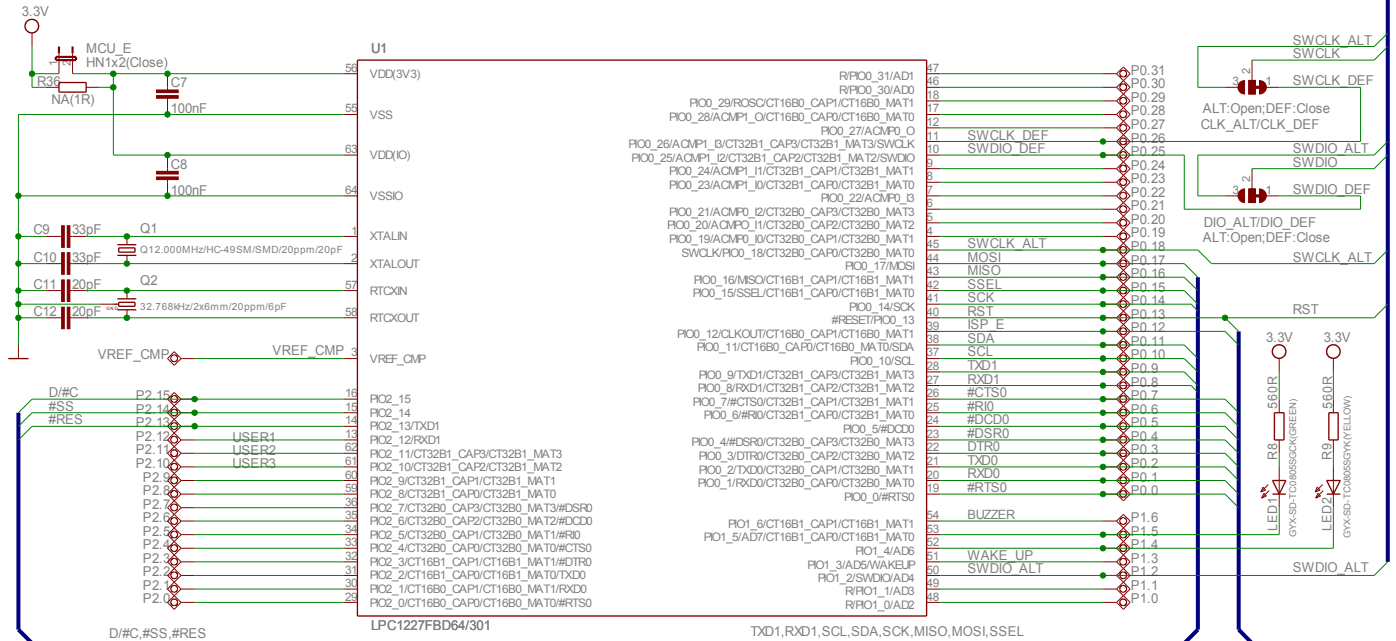 3.3V
MCU_E
HN1x2(Close)
1 2
R36
NA(1R)
C7
100nF
C8
100nF
C9 33pF
Q1
Q12.000MHz/HC-49SM/SMD/20ppm/20pF
C10 33pF
C11 20pF
Q2
32.768kHz/2x6mm/20ppm/6pF
C12 20pF
VREF_CMP
VREF_CMP
U1
56 VDD(3V3)
55 VSS
63 VDD(IO)
64 VSSIO
1 XTALIN
2 XTALOUT
57 RTCXIN
58 RTCXOUT
3 VREF_CMP
D/#C P2.15 16 PIO2_15
#SS P2.14 15 PIO2_14
#RES P2.13 14 PIO2_13/TXD1
P2.12 USER1 13 PIO2_12/RXD1
P2.11 USER2 62 PIO2_11/CT32B1_CAP3/CT32B1_MAT3
P2.10 USER3 61 PIO2_10/CT32B1_CAP2/CT32B1_MAT2
P2.9 60 PIO2_9/CT32B1_CAP1/CT32B1_MAT1
P2.8 59 PIO2_8/CT32B1_CAP0/CT32B1_MAT0
P2.7 36 PIO2_7/CT32B0_CAP3/CT32B0_MAT3/#DSR0
P2.6 35 PIO2_6/CT32B0_CAP2/CT32B0_MAT2/#DCD0
P2.5 34 PIO2_5/CT32B0_CAP1/CT32B0_MAT1/#RI0
P2.4 33 PIO2_4/CT32B0_CAP0/CT32B0_MAT0/#CTS0
P2.3 32 PIO2_3/CT16B1_CAP1/CT16B1_MAT1/#DTR0
P2.2 31 PIO2_2/CT16B1_CAP0/CT16B1_MAT0/TXD0
P2.1 30 PIO2_1/CT16B0_CAP1/CT16B0_MAT1/RXD0
P2.0 29 PIO2_0/CT16B0_CAP0/CT16B0_MAT0/#RTS0
LPC1227FBD64/301
D/#C,#SS,#RES
R/PIO0_31/AD1 47 P0.31
R/PIO0_30/AD0 46 P0.30
PIO0_29/ROSC/CT16B0_CAP1/CT16B0_MAT1 18 P0.29
PIO0_28/ACMP1_O/CT16B0_CAP0/CT16B0_MAT0 17 P0.28
PIO0_27/ACMP0_O 12 P0.27
PIO0_26/ACMP1_I3/CT32B1_CAP3/CT32B1_MAT3/SWCLK 11 SWCLK_DEF P0.26
PIO0_25/ACMP1_I2/CT32B1_CAP2/CT32B1_MAT2/SWDIO 10 SWDIO_DEF P0.25
PIO0_24/ACMP1_I1/CT32B1_CAP1/CT32B1_MAT1 9 P0.24
PIO0_23/ACMP1_I0/CT32B1_CAP0/CT32B1_MAT0 8 P0.23
PIO0_22/ACMP0_I3 7 P0.22
PIO0_21/ACMP0_I2/CT32B0_CAP3/CT32B0_MAT3 6 P0.21
PIO0_20/ACMP0_I1/CT32B0_CAP2/CT32B0_MAT2 5 P0.20
PIO0_19/ACMP0_I0/CT32B0_CAP1/CT32B0_MAT1 4 P0.19
SWCLK/PIO0_18/CT32B0_CAP0/CT32B0_MAT0 45 SWCLK_ALT P0.18
PIO0_17/MOSI 44 MOSI P0.17
PIO0_16/MISO/CT16B1_CAP1/CT16B1_MAT1 43 MISO P0.16
PIO0_15/SSEL/CT16B1_CAP0/CT16B1_MAT0 42 SSEL P0.15
PIO0_14/SCK 41 SCK P0.14
#RESET/PIO0_13 40 RST P0.13
PIO0_12/CLKOUT/CT16B0_CAP1/CT16B0_MAT1 39 ISP_E P0.12
PIO0_11/CT16B0_CAP0/CT16B0_MAT0/SDA 38 SDA P0.11
PIO0_10/SCL 37 SCL P0.10
PIO0_9/TXD1/CT32B0_CAP3/CT32B0_MAT3 28 TXD1 P0.9
PIO0_8/RXD1/CT32B0_CAP2/CT32B0_MAT2 27 RXD1 P0.8
PIO0_7/#CTS0/CT32B0_CAP1/CT32B0_MAT1 26 #CTS0 P0.7
PIO0_6/#RI0/CT32B0_CAP0/CT32B0_MAT0 25 #RI0 P0.6
PIO0_5/#DCD0 24 #DCD0 P0.5
PIO0_4/#DSR0/CT32B0_CAP3/CT32B0_MAT3 23 #DSR0 P0.4
PIO0_3/DTR0/CT32B0_CAP2/CT32B0_MAT2 22 DTR0 P0.3
PIO0_2/TXD0/CT32B0_CAP1/CT32B0_MAT1 21 TXD0 P0.2
PIO0_1/RXD0/CT32B0_CAP0/CT32B0_MAT0 20 RXD0 P0.1
PIO0_0/#RTS0 19 #RTS0 P0.0
PIO1_6/CT16B1_CAP1/CT16B1_MAT1 54 BUZZER P1.6
PIO1_5/AD7/CT16B1_CAP0/CT16B1_MAT0 53 P1.5
PIO1_4/AD6 52 P1.4
PIO1_3/AD5/WAKEUP 51 WAKE_UP P1.3
PIO1_2/SWDIO/AD4 50 SWDIO_ALT P1.2
R/PIO1_1/AD3 49 P1.1
R/PIO1_0/AD2 48 P1.0
TXD1,RXD1,SCL,SDA,SCK,MISO,MOSI,SSEL
SWCLK_ALT
SWCLK
3 2 1 SWCLK_DEF
ALT:Open;DEF:Close
CLK_ALT/CLK_DEF
SWDIO_ALT
SWDIO
3 2 1 SWDIO_DEF
DIO_ALT/DIO_DEF
ALT:Open;DEF:Close
SWCLK_ALT
RST
3.3V 3.3V
R8 560R
R9 560R
LED1
GYX-SD-TC0805SGCK(GREEN)
LED2
GYX-SD-TC0805SGYK(YELLOW)
SWDIO_ALT